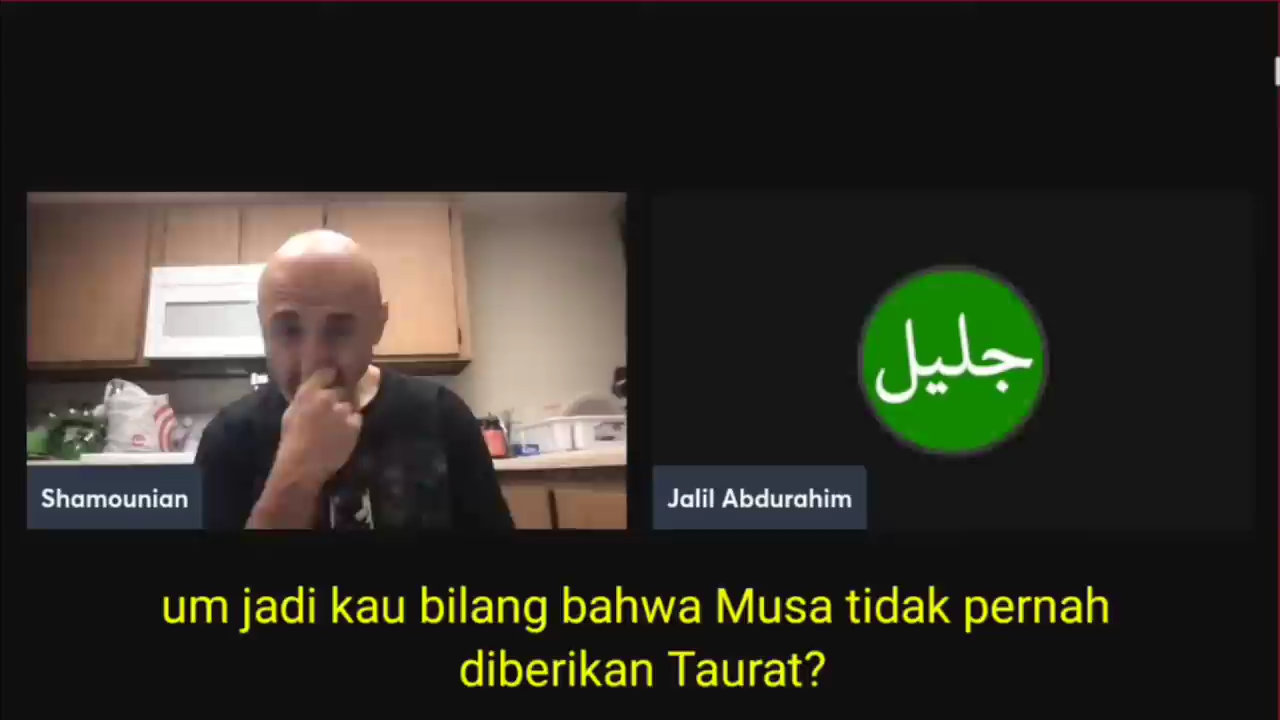 جليل
Shamounian
Jalil Abdurahim
um jadi kau bilang bahwa Musa tidak pernah
diberikan Taurat?